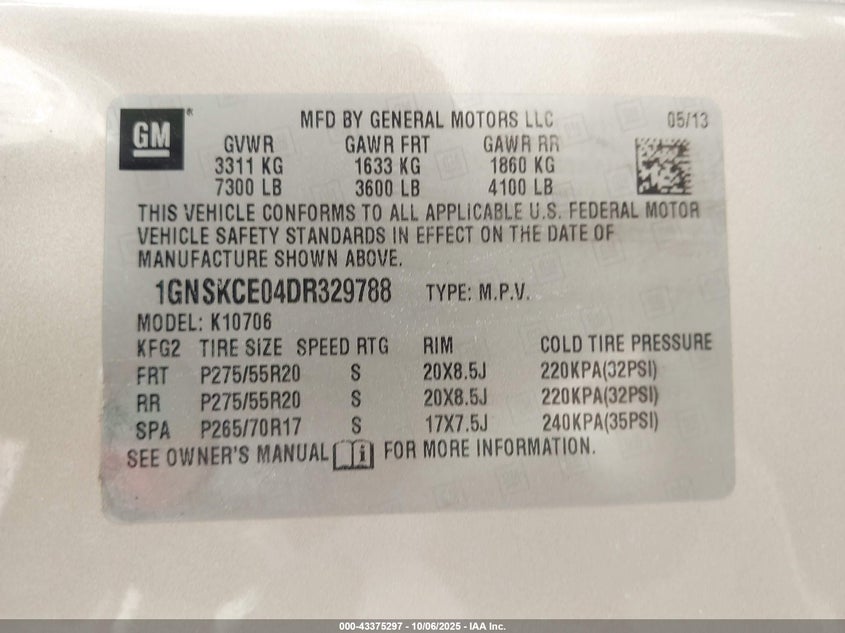 GM ®
MFD BY GENERAL MOTORS LLC 05/13
GVWR GAWR FRT GAWR RR
3311 KG 1633 KG 1860 KG
7300 LB 3600 LB 4100 LB
THIS VEHICLE CONFORMS TO ALL APPLICABLE U.S. FEDERAL MOTOR
VEHICLE SAFETY STANDARDS IN EFFECT ON THE DATE OF
MANUFACTURE SHOWN ABOVE.
1GNSKCE04DR329788 TYPE: M.P.V.
MODEL: K10706
KFG2 TIRE SIZE SPEED RTG RIM COLD TIRE PRESSURE
FRT P275/55R20 S 20X8.5J 220KPA(32PSI)
RR P275/55R20 S 20X8.5J 220KPA(32PSI)
SPA P265/70R17 S 17X7.5J 240KPA(35PSI)
SEE OWNER'S MANUAL FOR MORE INFORMATION.
000-43375297 - 10/06/2025 - IAA Inc.